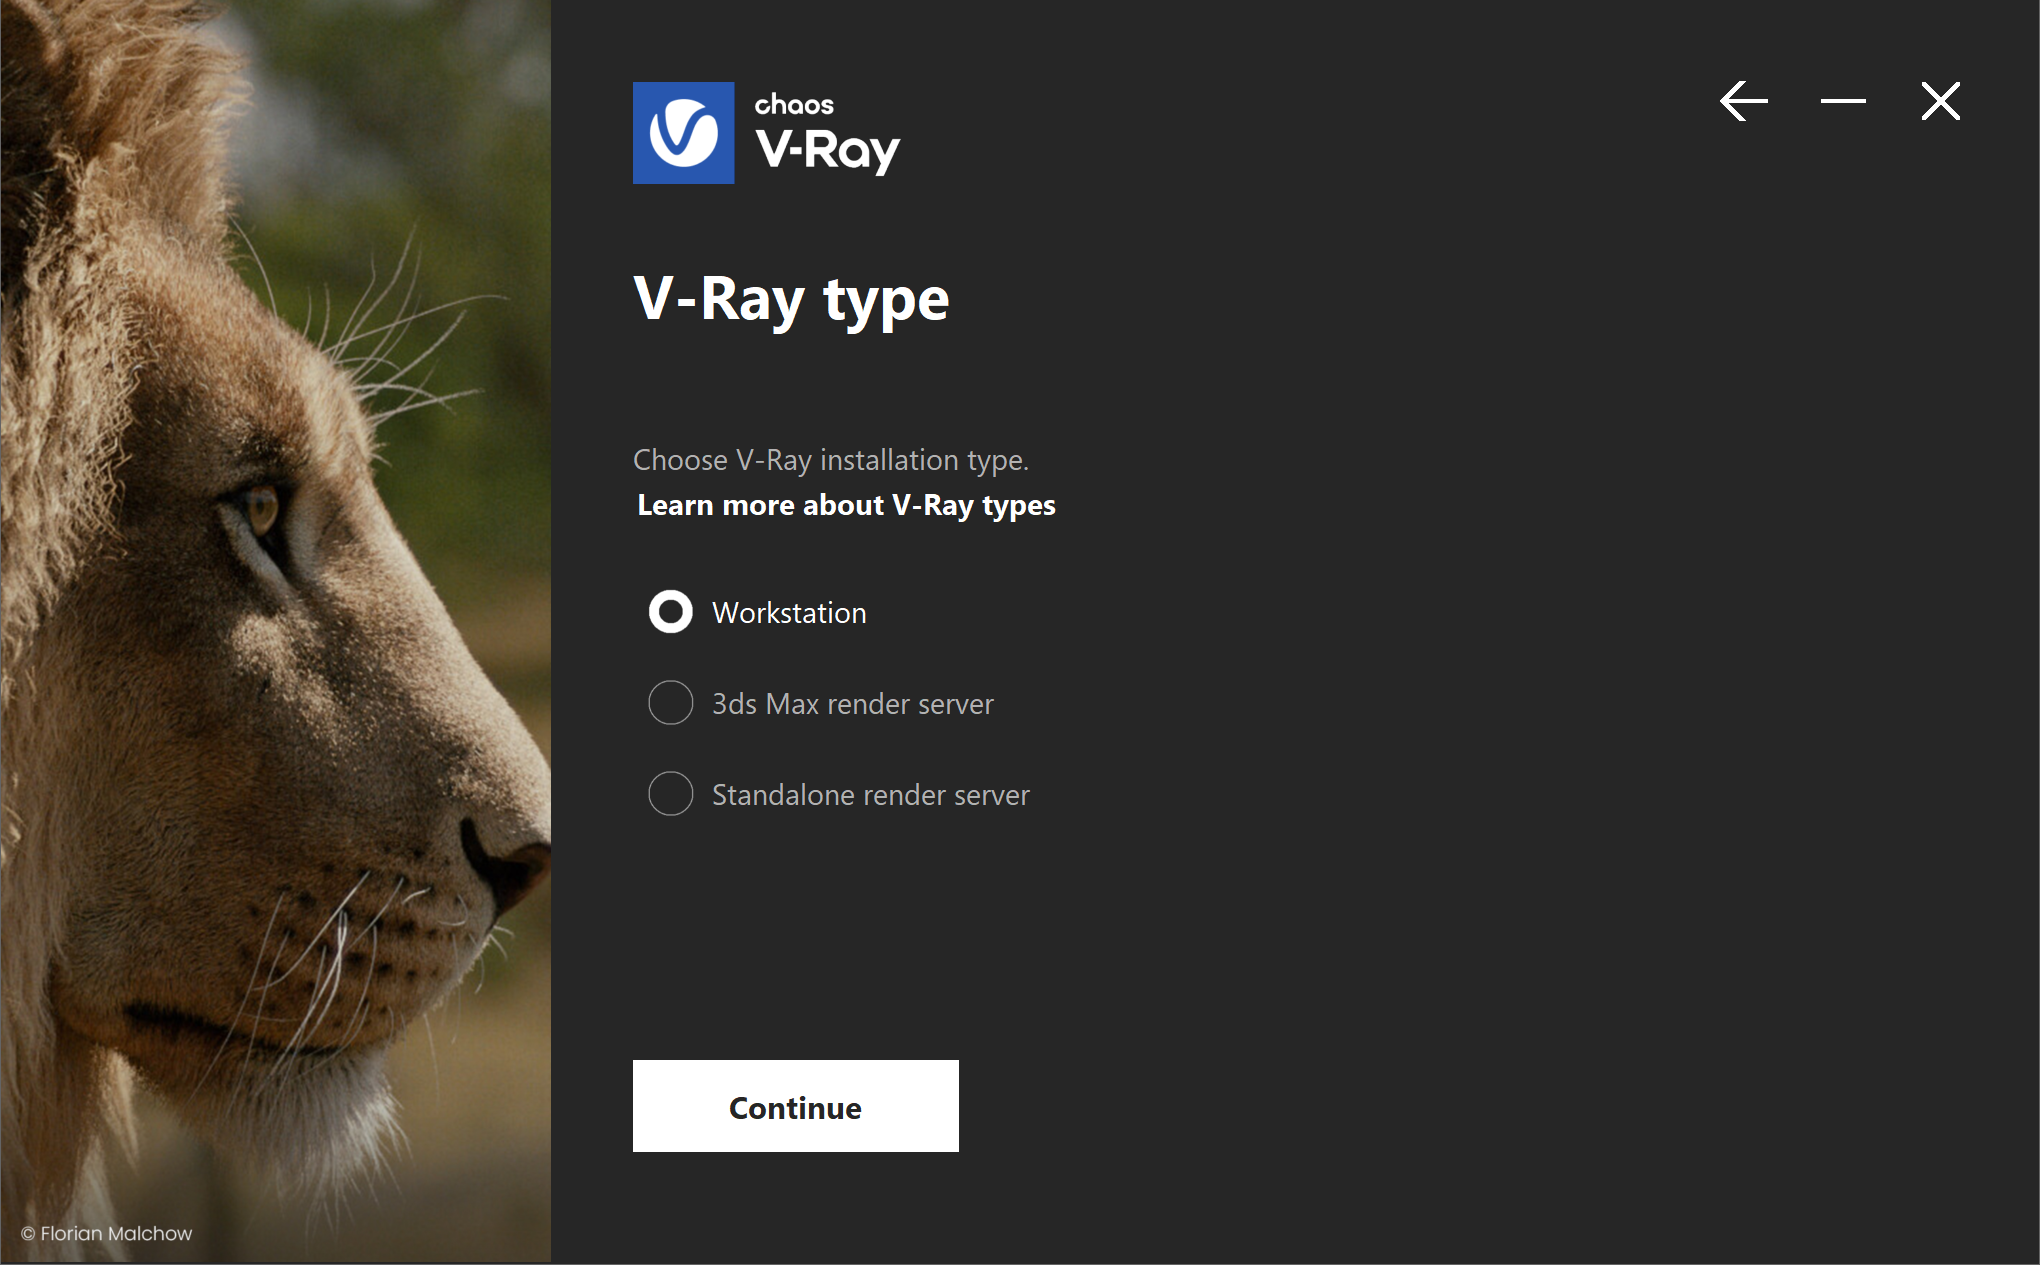 chaos
V-Ray
V-Ray type
Choose V-Ray installation type.
Learn more about V-Ray types
Workstation
3ds Max render server
Standalone render server
Continue
© Florian Malchow